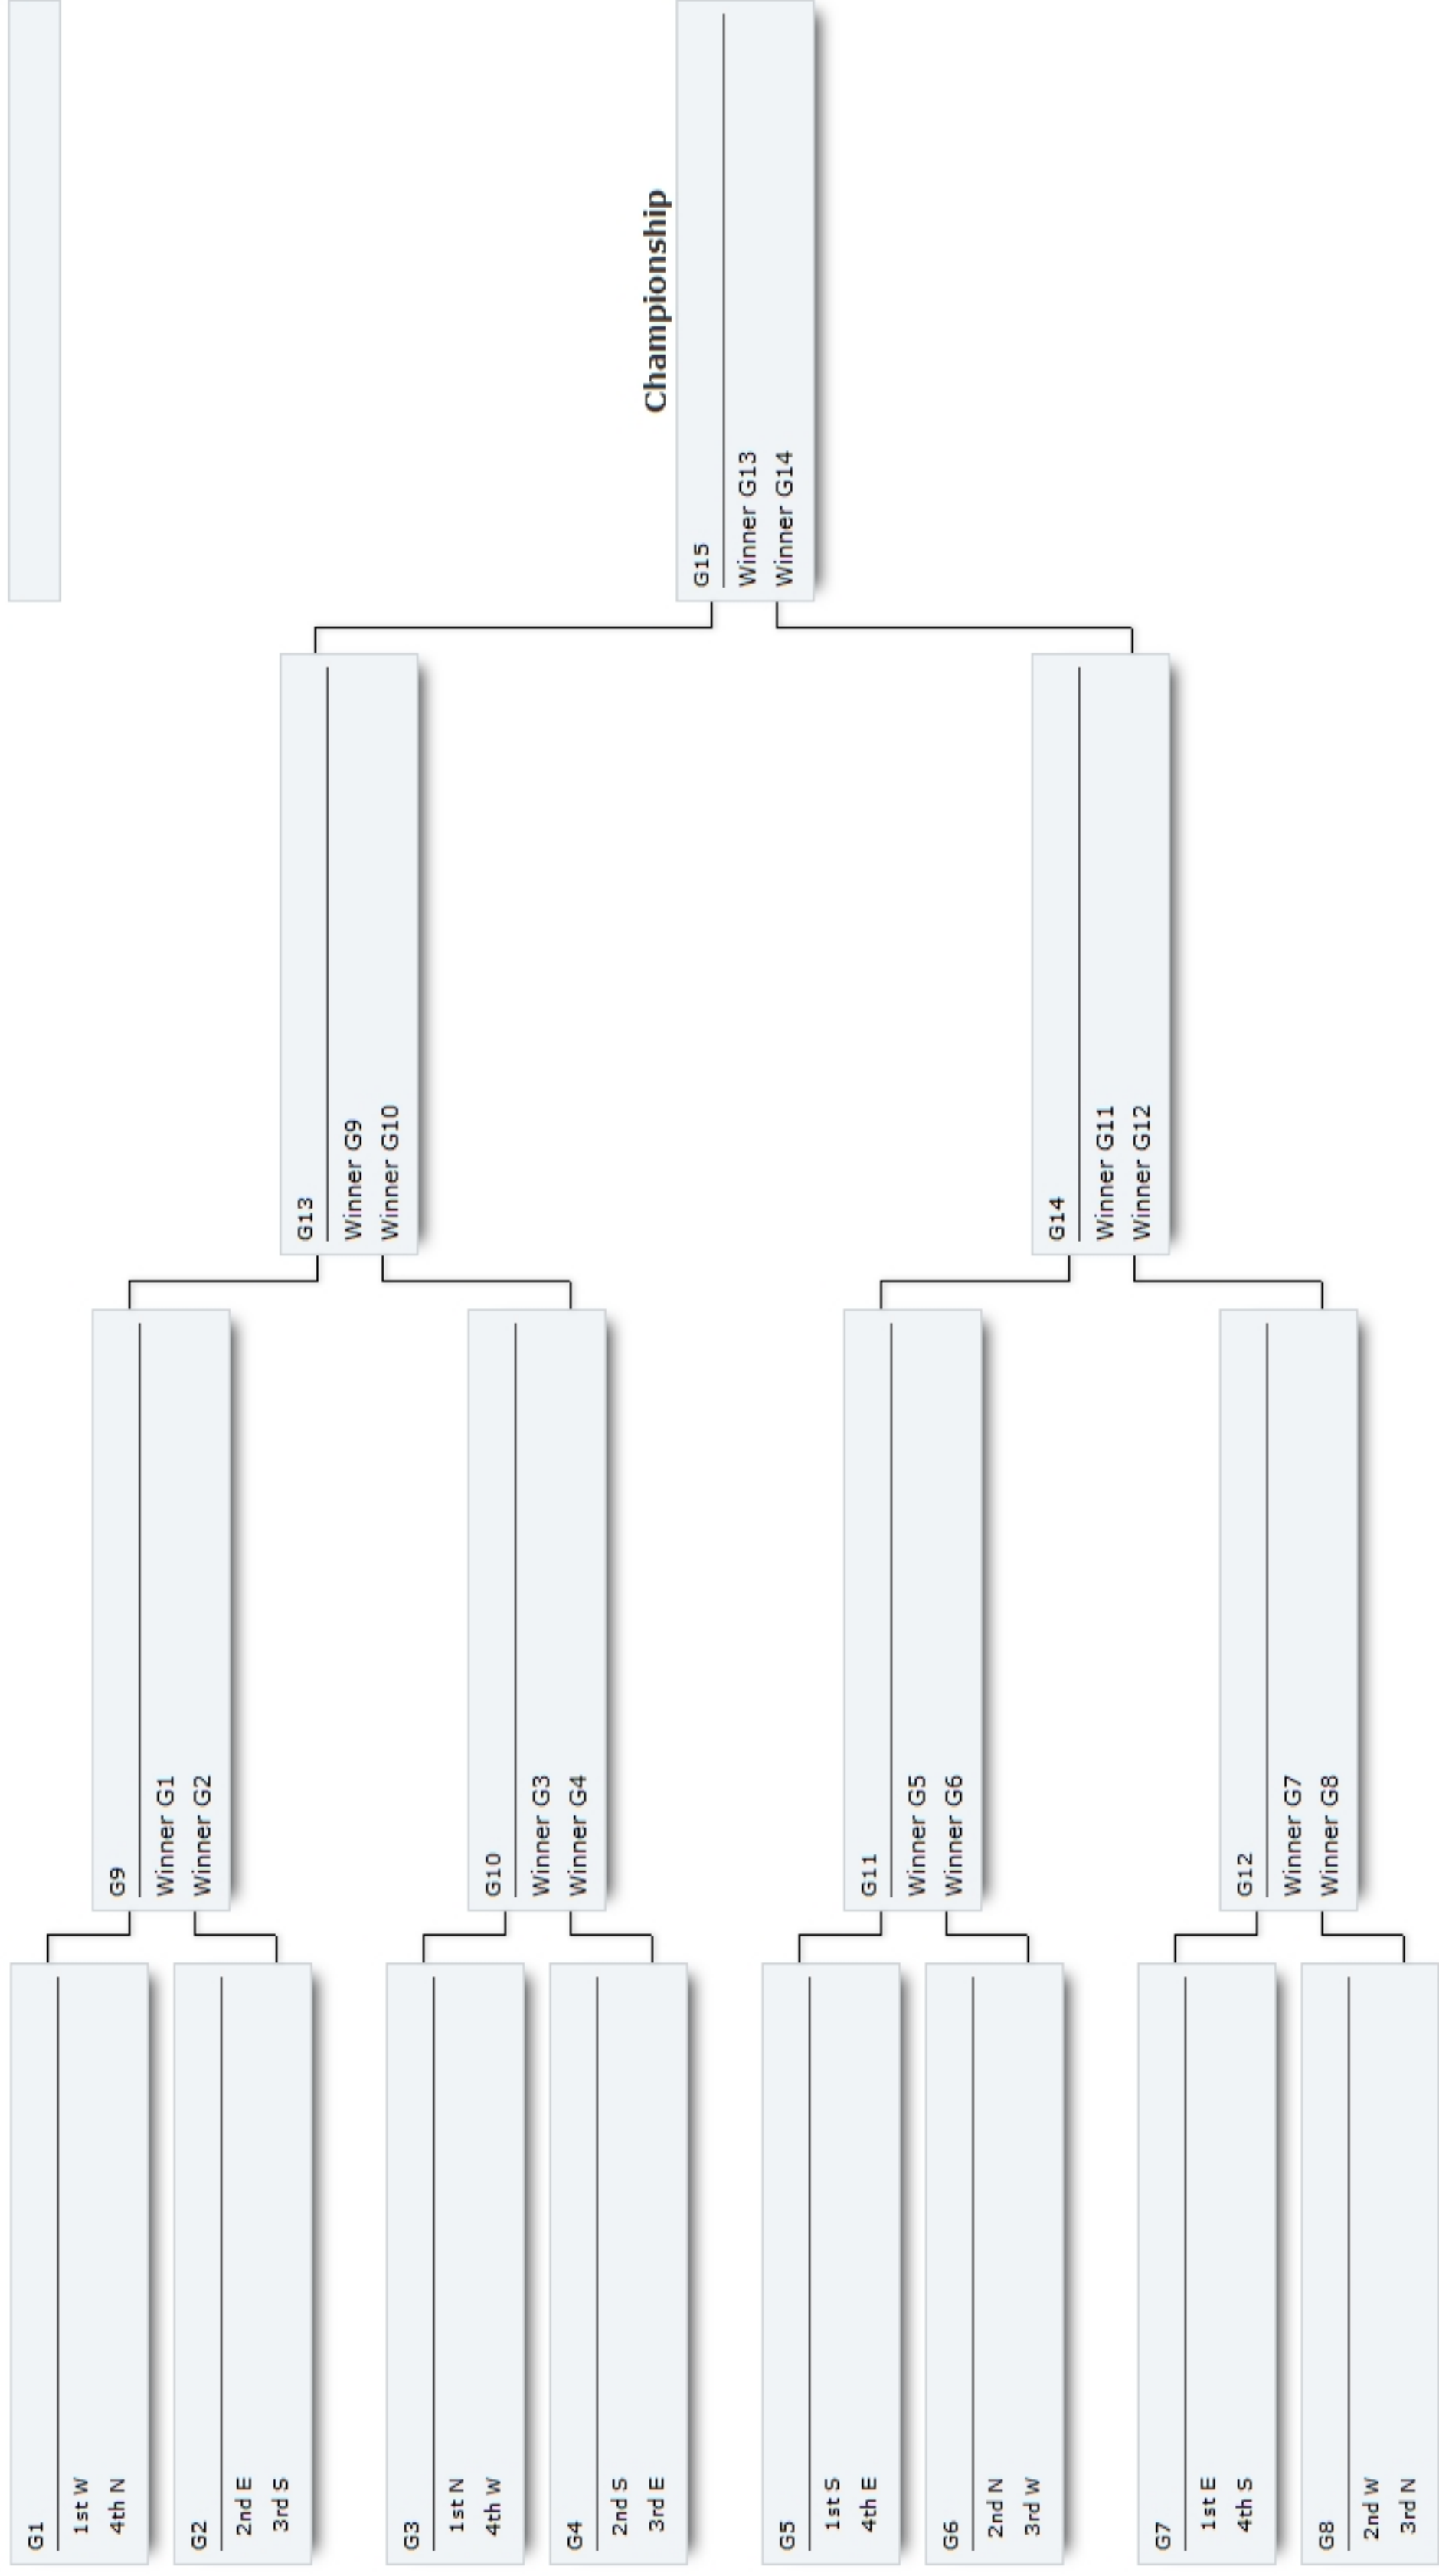 G1
1st W
4th N
G2
2nd E
3rd S
G3
1st N
4th W
G4
2nd S
3rd E
G5
1st S
4th E
G6
2nd N
3rd W
G7
1st E
4th S
G8
2nd W
3rd N
G9
Winner G1
Winner G2
G10
Winner G3
Winner G4
G11
Winner G5
Winner G6
G12
Winner G7
Winner G8
G13
Winner G9
Winner G10
G14
Winner G11
Winner G12
Championship
G15
Winner G13
Winner G14